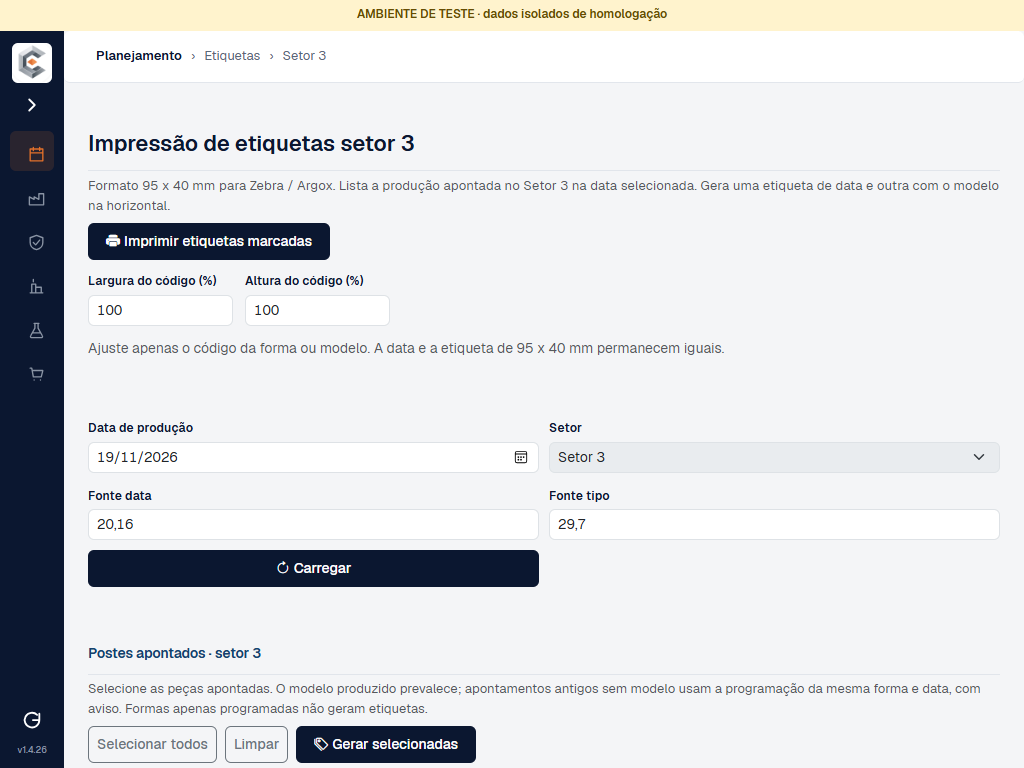 AMBIENTE DE TESTE · dados isolados de homologação
Planejamento › Etiquetas › Setor 3
Impressão de etiquetas setor 3
Formato 95 x 40 mm para Zebra / Argox. Lista a produção apontada no Setor 3 na data selecionada. Gera uma etiqueta de data e outra com o modelo
na horizontal.
Imprimir etiquetas marcadas
Largura do código (%) Altura do código (%)
100 100
Ajuste apenas o código da forma ou modelo. A data e a etiqueta de 95 x 40 mm permanecem iguais.
Data de produção Setor
19/11/2026 Setor 3
Fonte data Fonte tipo
20,16 29,7
Carregar
Postes apontados · setor 3
Selecione as peças apontadas. O modelo produzido prevalece; apontamentos antigos sem modelo usam a programação da mesma forma e data, com
aviso. Formas apenas programadas não geram etiquetas.
Selecionar todos Limpar Gerar selecionadas
v1.4.26